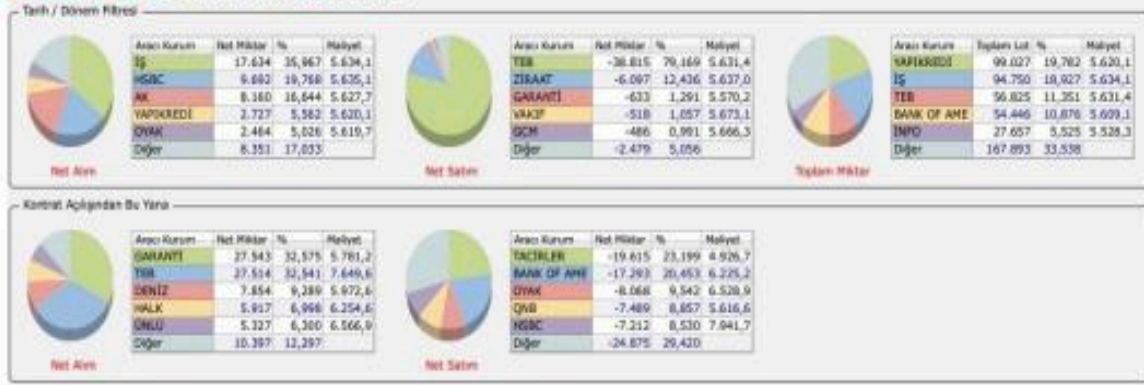 Tarih / Dönem Filtresi
Aracı Kurum Net Miktar % Maliyet
İŞ 17.634 35,967 5.634,1
HSBC 9.692 19,768 5.635,1
AK 8.160 16,644 5.627,7
YAPIKREDİ 2.727 5,562 5.620,1
OYAK 2.464 5,026 5.619,7
Diğer 8.351 17,033
Net Alım
Aracı Kurum Net Miktar % Maliyet
TEB -38.815 79,169 5.631,4
ZİRAAT -6.097 12,436 5.637,0
GARANTİ -633 1,291 5.570,2
VAKIF -518 1,057 5.673,1
GCM -486 0,991 5.666,3
Diğer -2.479 5,056
Net Satım
Aracı Kurum Toplam Lot % Maliyet
YAPIKREDİ 99.027 19,782 5.620,1
İŞ 94.750 18,927 5.634,1
TEB 56.825 11,351 5.631,4
BANK OF AME 54.446 10,876 5.609,1
INFO 27.657 5,525 5.528,3
Diğer 167.893 33,538
Toplam Miktar
Kontrat Açılışından Bu Yana
Aracı Kurum Net Miktar % Maliyet
GARANTİ 27.543 32,575 5.781,2
TEB 27.514 32,541 7.649,6
DENİZ 7.854 9,289 5.972,6
HALK 5.917 6,998 6.254,6
ÜNLÜ 5.327 6,300 6.566,9
Diğer 10.397 12,297
Net Alım
Aracı Kurum Net Miktar % Maliyet
TACİRLER -19.615 23,199 4.926,7
BANK OF AME -17.293 20,453 6.225,2
OYAK -8.068 9,542 6.528,9
QNB -7.489 8,857 5.616,6
HSBC -7.212 8,530 7.941,7
Diğer -24.875 29,420
Net Satım